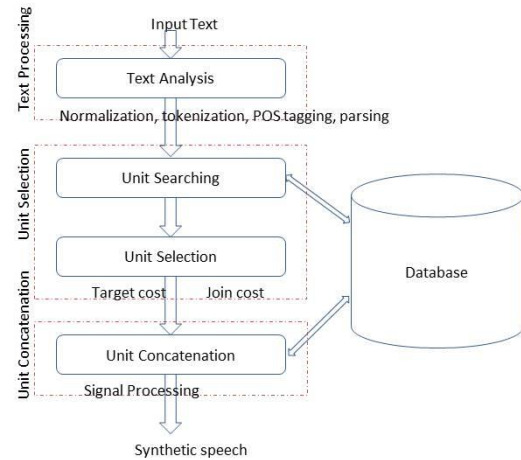 Input Text
Text Processing
Text Analysis
Normalization, tokenization, POS tagging, parsing
Unit Selection
Unit Searching
Unit Selection
Database
Target cost Join cost
Unit Concatenation
Unit Concatenation
Signal Processing
Synthetic speech